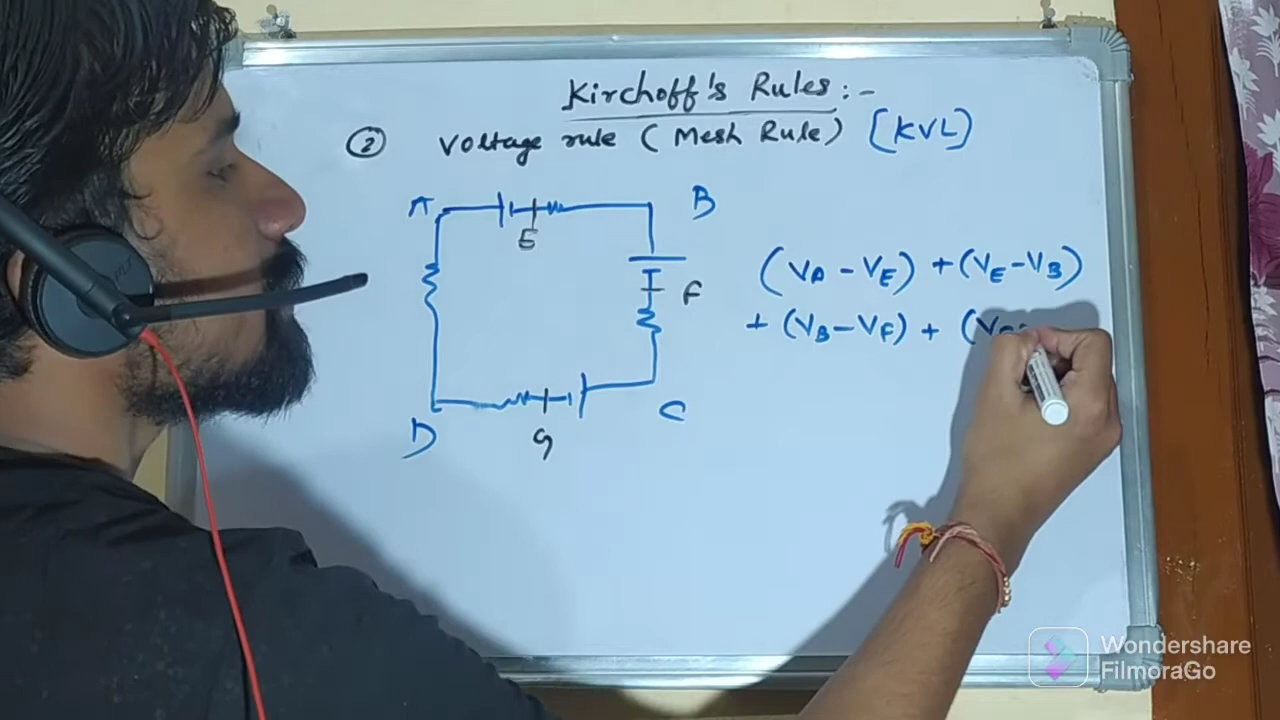 Kirchoff's Rules:-
② Voltage rule (Mesh Rule) [KVL]
A B
E
F
D C
G
(VA - VE) + (VE - VB)
+ (VB - VF) + (V
Wondershare
FilmoraGo